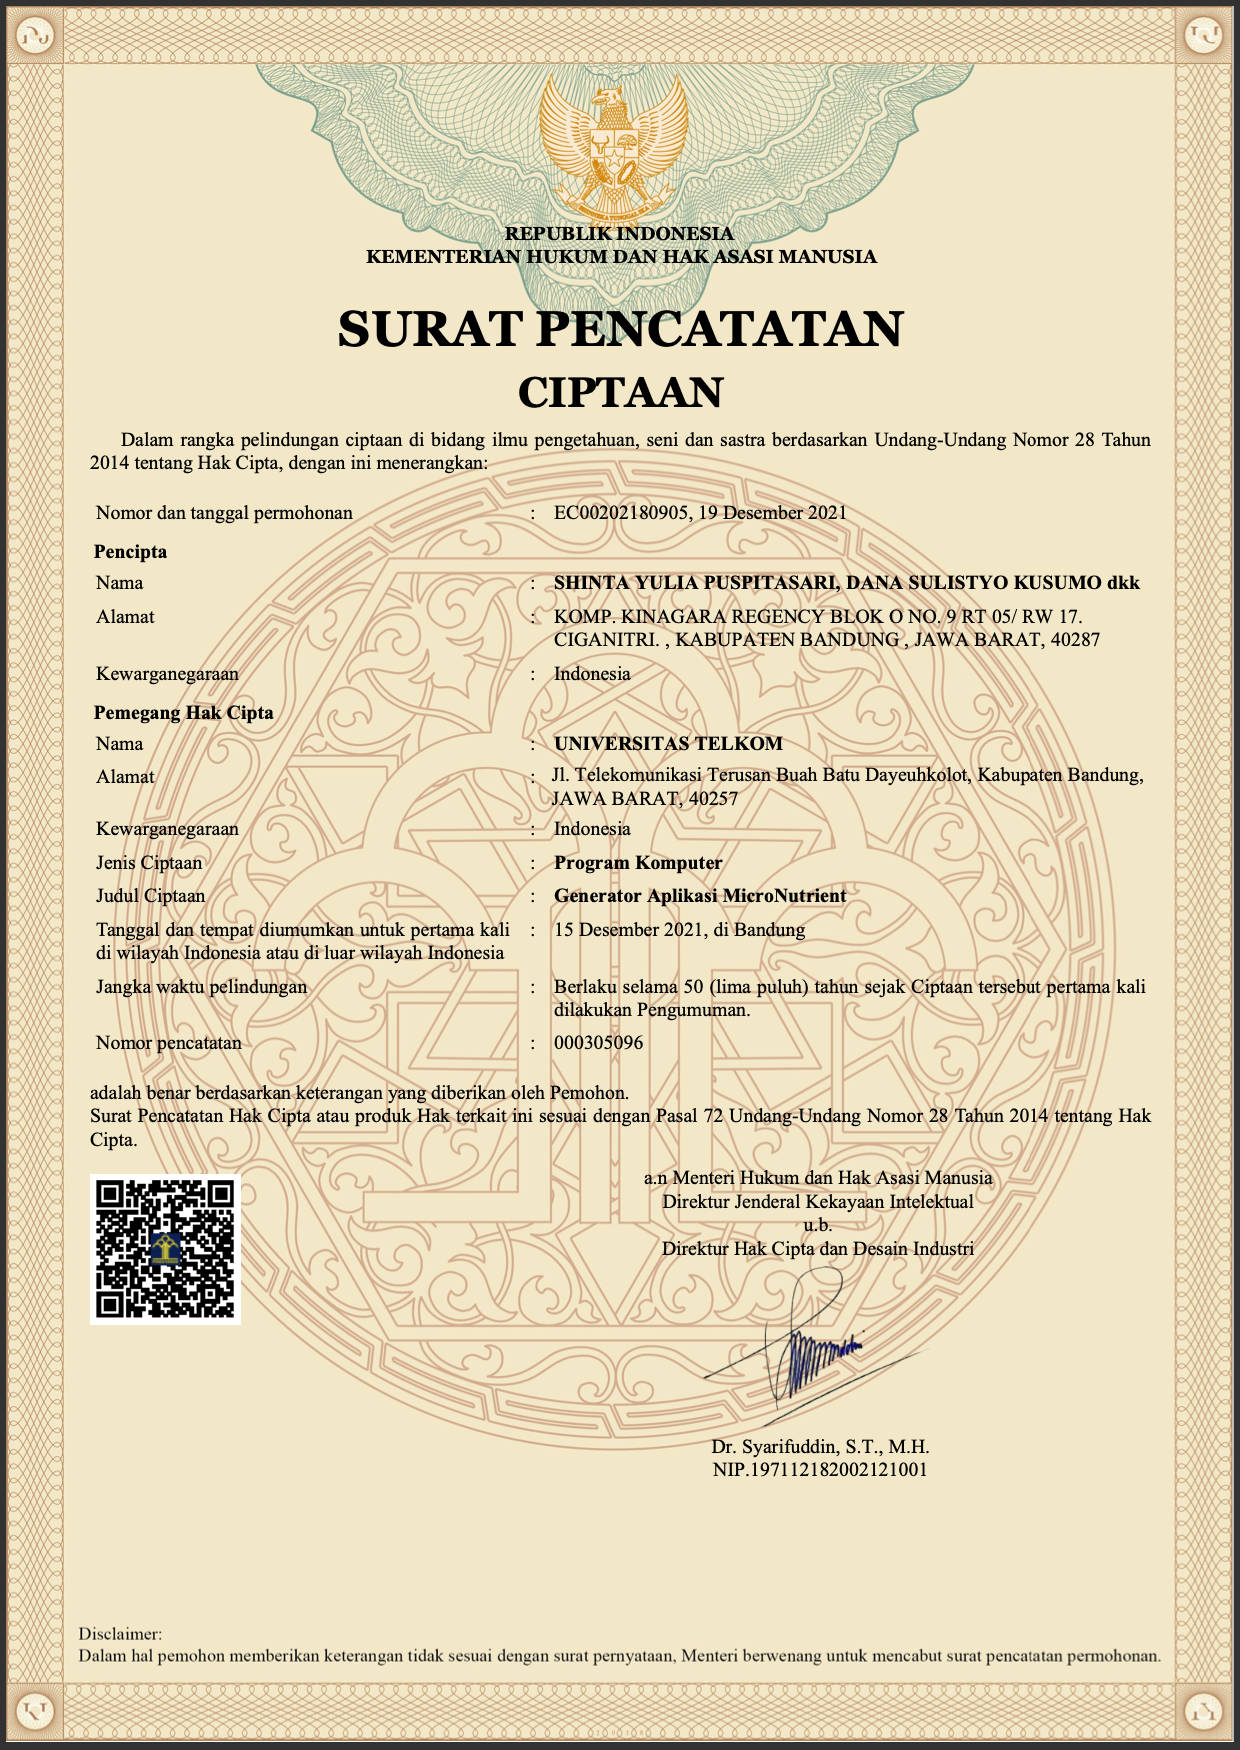 REPUBLIK INDONESIA
KEMENTERIAN HUKUM DAN HAK ASASI MANUSIA
SURAT PENCATATAN
CIPTAAN
Dalam rangka pelindungan ciptaan di bidang ilmu pengetahuan, seni dan sastra berdasarkan Undang-Undang Nomor 28 Tahun
2014 tentang Hak Cipta, dengan ini menerangkan:
Nomor dan tanggal permohonan : EC00202180905, 19 Desember 2021
Pencipta
Nama : SHINTA YULIA PUSPITASARI, DANA SULISTYO KUSUMO dkk
Alamat : KOMP. KINAGARA REGENCY BLOK O NO. 9 RT 05/ RW 17.
CIGANITRI. , KABUPATEN BANDUNG , JAWA BARAT, 40287
Kewarganegaraan : Indonesia
Pemegang Hak Cipta
Nama : UNIVERSITAS TELKOM
Alamat : Jl. Telekomunikasi Terusan Buah Batu Dayeuhkolot, Kabupaten Bandung,
JAWA BARAT, 40257
Kewarganegaraan : Indonesia
Jenis Ciptaan : Program Komputer
Judul Ciptaan : Generator Aplikasi MicroNutrient
Tanggal dan tempat diumumkan untuk pertama kali : 15 Desember 2021, di Bandung
di wilayah Indonesia atau di luar wilayah Indonesia
Jangka waktu pelindungan : Berlaku selama 50 (lima puluh) tahun sejak Ciptaan tersebut pertama kali
dilakukan Pengumuman.
Nomor pencatatan : 000305096
adalah benar berdasarkan keterangan yang diberikan oleh Pemohon.
Surat Pencatatan Hak Cipta atau produk Hak terkait ini sesuai dengan Pasal 72 Undang-Undang Nomor 28 Tahun 2014 tentang Hak
Cipta.
a.n Menteri Hukum dan Hak Asasi Manusia
Direktur Jenderal Kekayaan Intelektual
u.b.
Direktur Hak Cipta dan Desain Industri
Dr. Syarifuddin, S.T., M.H.
NIP.197112182002121001
Disclaimer:
Dalam hal pemohon memberikan keterangan tidak sesuai dengan surat pernyataan, Menteri berwenang untuk mencabut surat pencatatan permohonan.